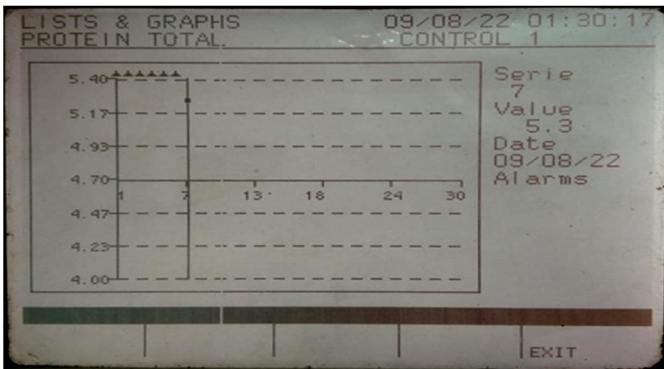 LISTS & GRAPHS 09/08/22 01:30:17
PROTEIN TOTAL. CONTROL 1
5.40
5.17
4.93
4.70
4.47
4.23
4.00
1 7 13 18 24 30
Serie
7
Value
5.3
Date
09/08/22
Alarms
EXIT